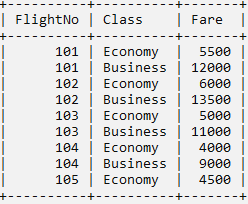 +----------+----------+-------+
| FlightNo | Class    | Fare  |
+----------+----------+-------+
|      101 | Economy  |  5500 |
|      101 | Business | 12000 |
|      102 | Economy  |  6000 |
|      102 | Business | 13500 |
|      103 | Economy  |  5000 |
|      103 | Business | 11000 |
|      104 | Economy  |  4000 |
|      104 | Business |  9000 |
|      105 | Economy  |  4500 |
+----------+----------+-------+